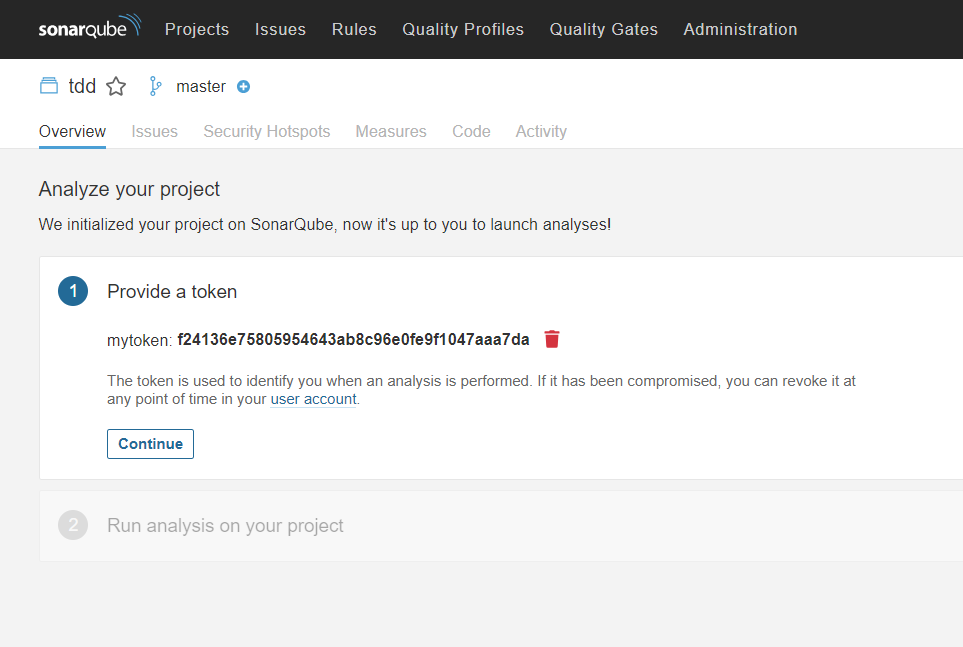 sonarqube Projects Issues Rules Quality Profiles Quality Gates Administration
tdd master
Overview Issues Security Hotspots Measures Code Activity
Analyze your project
We initialized your project on SonarQube, now it's up to you to launch analyses!
1 Provide a token
mytoken: f24136e75805954643ab8c96e0fe9f1047aaa7da
The token is used to identify you when an analysis is performed. If it has been compromised, you can revoke it at
any point of time in your user account.
Continue
2 Run analysis on your project